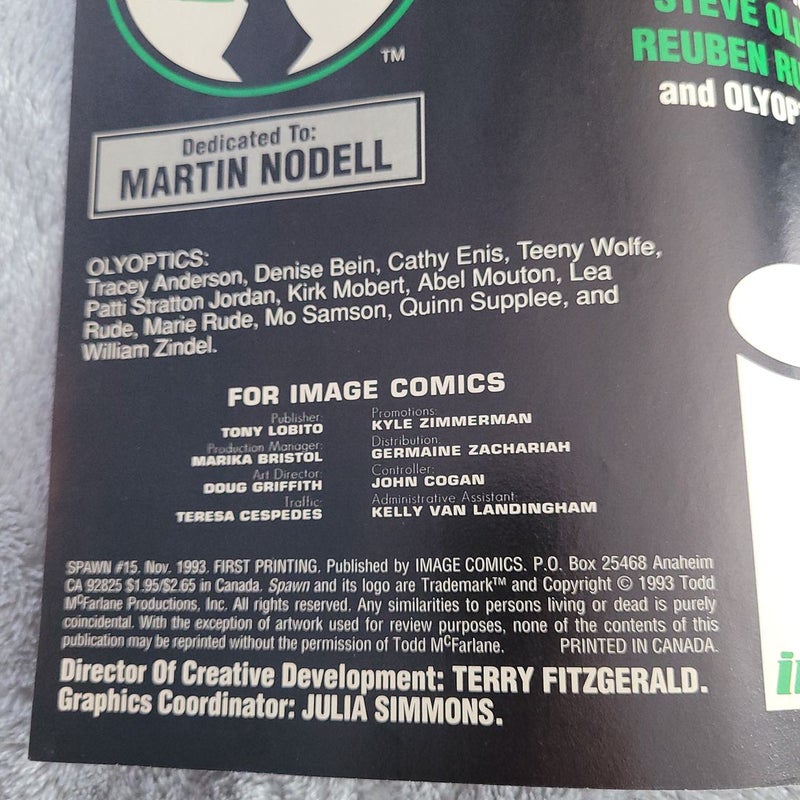 STEVE
REUBEN
and
TM
Dedicated To:
MARTIN NODELL
OLYOPTICS:
Tracey Anderson, Denise Bein, Cathy Enis, Teeny Wolfe,
Patti Stratton Jordan, Kirk Mobert, Abel Mouton, Lea
Rude, Marie Rude, Mo Samson, Quinn Supplee, and
William Zindel.
FOR IMAGE COMICS
Publisher:
TONY LOBITO
Production Manager:
MARIKA BRISTOL
Art Director:
DOUG GRIFFITH
Traffic:
TERESA CESPEDES
Promotions:
KYLE ZIMMERMAN
Distribution:
GERMAINE ZACHARIAH
Controller:
JOHN COGAN
Administrative Assistant:
KELLY VAN LANDINGHAM
SPAWN #15. Nov. 1993. FIRST PRINTING. Published by IMAGE COMICS. P.O. Box 25468 Anaheim
CA 92825 $1.95/$2.65 in Canada. Spawn and its logo are Trademark™ and Copyright © 1993 Todd
McFarlane Productions, Inc. All rights reserved. Any similarities to persons living or dead is purely
coincidental. With the exception of artwork used for review purposes, none of the contents of this
publication may be reprinted without the permission of Todd McFarlane. PRINTED IN CANADA.
Director Of Creative Development: TERRY FITZGERALD.
Graphics Coordinator: JULIA SIMMONS.